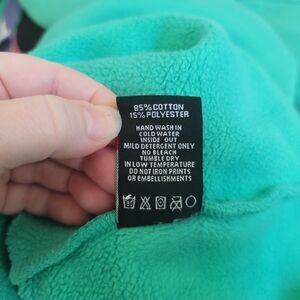 85% COTTON
15% POLYESTER
HAND WASH IN
COLD WATER
INSIDE OUT
MILD DETERGENT ONLY
NO BLEACH
TUMBLE DRY
IN LOW TEMPERATURE
DO NOT IRON PRINTS
OR EMBELLISHMENTS